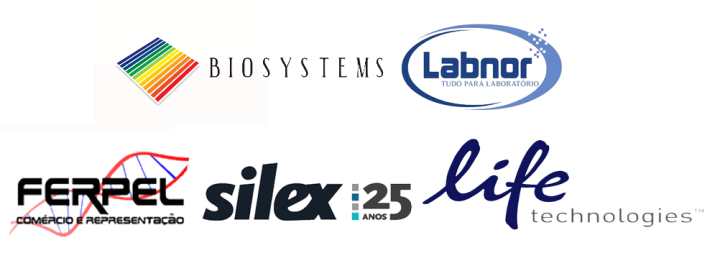 BIOSYSTEMS
Labnor
TUDO PARA LABORATÓRIO
FERPEL
COMÉRCIO E REPRESENTAÇÃO
silex 25
ANOS
life
technologies™